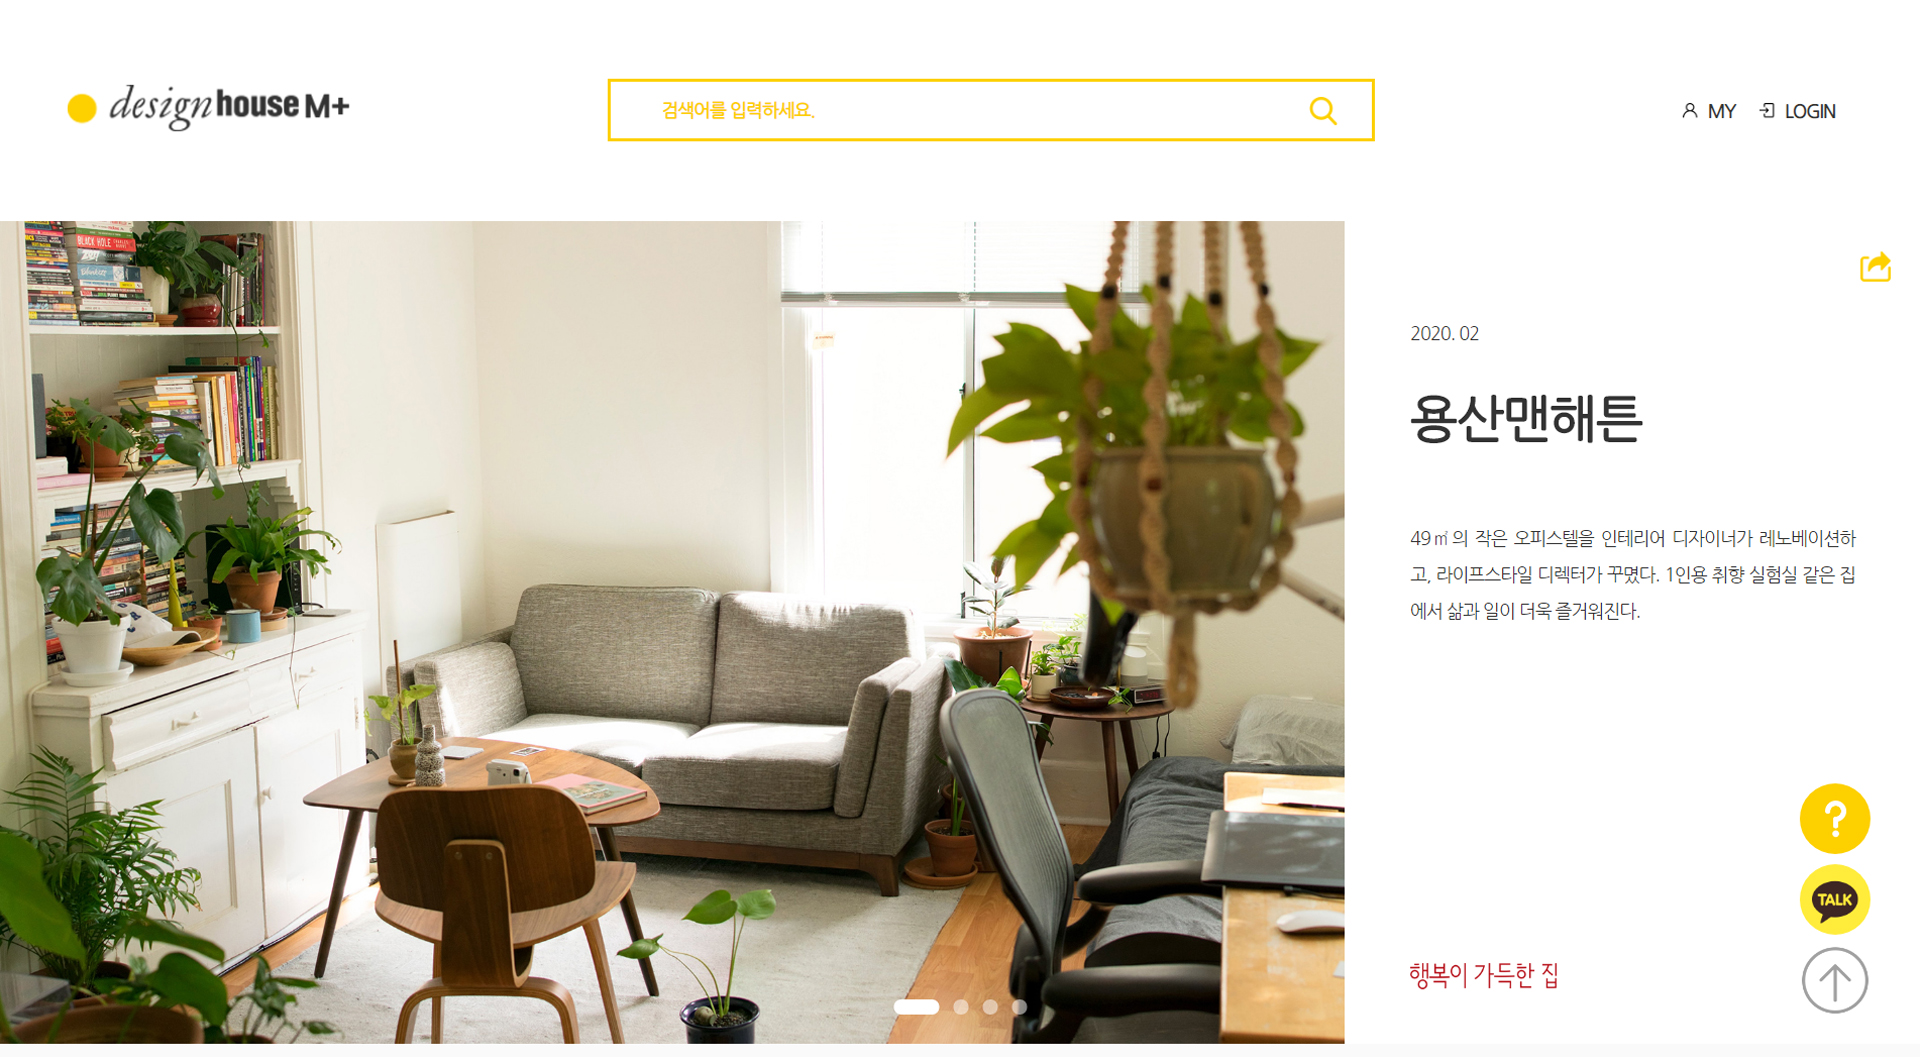 designhouse M+
검색어를 입력하세요.
MY
LOGIN
BLACK HOLE
2020. 02
용산맨해튼
49㎡의 작은 오피스텔을 인테리어 디자이너가 레노베이션하
고, 라이프스타일 디렉터가 꾸몄다. 1인용 취향 실험실 같은 집
에서 삶과 일이 더욱 즐거워진다.
?
TALK
행복이 가득한 집